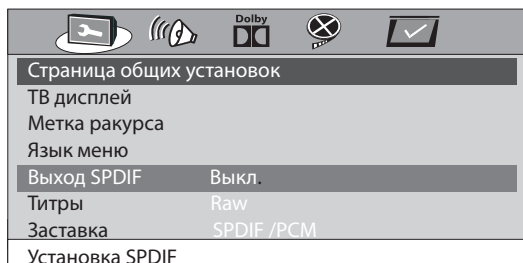 Dolby
Страница общих установок
ТВ дисплей
Метка ракурса
Язык меню
Выход SPDIF Выкл.
Титры Raw
Заставка SPDIF /PCM
Установка SPDIF